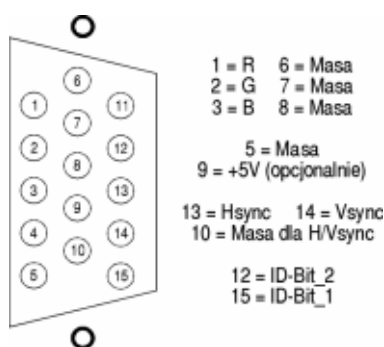 6
1
11
7
2
12
8
3
13
9
4
14
10
5
15
1 = R 6 = Masa
2 = G 7 = Masa
3 = B 8 = Masa
5 = Masa
9 = +5V (opcjonalnie)
13 = Hsync 14 = Vsync
10 = Masa dla H/Vsync
12 = ID-Bit_2
15 = ID-Bit_1